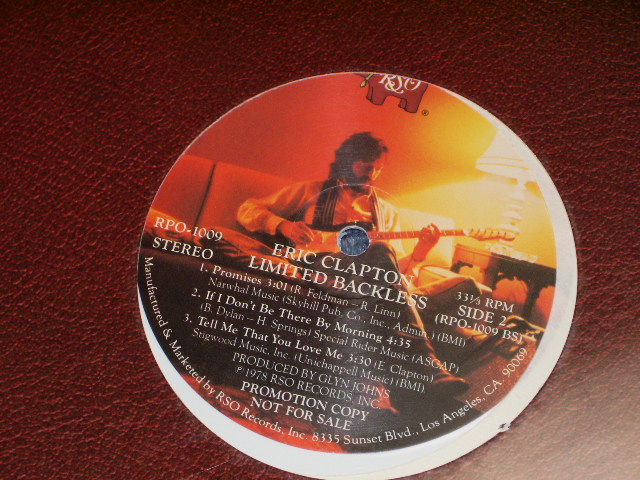 RSO
®
RPO-1009
STEREO
ERIC CLAPTON
LIMITED BACKLESS
33⅓ RPM
SIDE 2
(RPO-1009 BS)
1. Promises 3:01 (R. Feldman – R. Linn)
Narwhal Music (Skyhill Pub. Co., Inc., Admin.) (BMI)
2. If I Don't Be There By Morning 4:35
(B. Dylan – H. Springs) Special Rider Music (ASCAP)
3. Tell Me That You Love Me 3:30 (E. Clapton)
Stigwood Music, Inc. (Unichappell Music) (BMI)
PRODUCED BY GLYN JOHNS
℗ 1978 RSO RECORDS, INC.
PROMOTION COPY
NOT FOR SALE
Manufactured & Marketed by RSO Records, Inc. 8335 Sunset Blvd., Los Angeles, CA. 90069